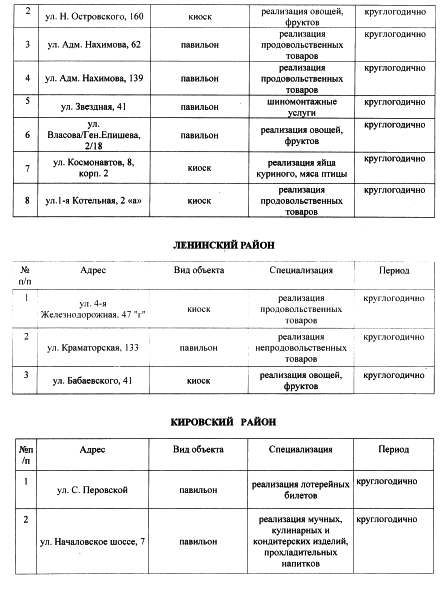 2 ул. Н. Островского, 160 киоск реализация овощей, фруктов круглогодично
3 ул. Адм. Нахимова, 62 павильон реализация продовольственных товаров круглогодично
4 ул. Адм. Нахимова, 139 павильон реализация продовольственных товаров круглогодично
5 ул. Звездная, 41 павильон шиномонтажные услуги круглогодично
6 ул. Власова/Ген.Епишева, 2/18 павильон реализация овощей, фруктов круглогодично
7 ул. Космонавтов, 8, корп. 2 киоск реализация яйца куриного, мяса птицы круглогодично
8 ул.1-я Котельная, 2 «а» киоск реализация продовольственных товаров круглогодично
ЛЕНИНСКИЙ РАЙОН
№ п/п Адрес Вид объекта Специализация Период
1 ул. 4-я Железнодорожная. 47 "г" киоск реализация продовольственных товаров круглогодично
2 ул. Краматорская, 133 павильон реализация непродовольственных товаров круглогодично
3 ул. Бабаевского, 41 киоск реализация овощей, фруктов круглогодично
КИРОВСКИЙ РАЙОН
№п/п Адрес Вид объекта Специализация Период
1 ул. С. Перовской павильон реализация лотерейных билетов круглогодично
2 ул. Началовское шоссе, 7 павильон реализация мучных, кулинарных и кондитерских изделий, прохладительных напитков круглогодично